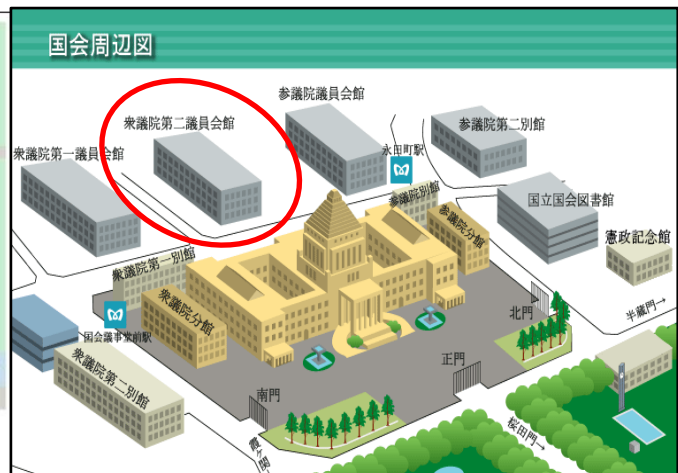 国会周辺図
参議院議員会館
衆議院第二議員会館
参議院第二別館
衆議院第一議員会館
永田町駅
参議院別館
国立国会図書館
参議院分館
憲政記念館
衆議院第一別館
衆議院分館
国会議事堂前駅
北門
半蔵門→
衆議院第二別館
正門
南門
桜田門→
霞ヶ関